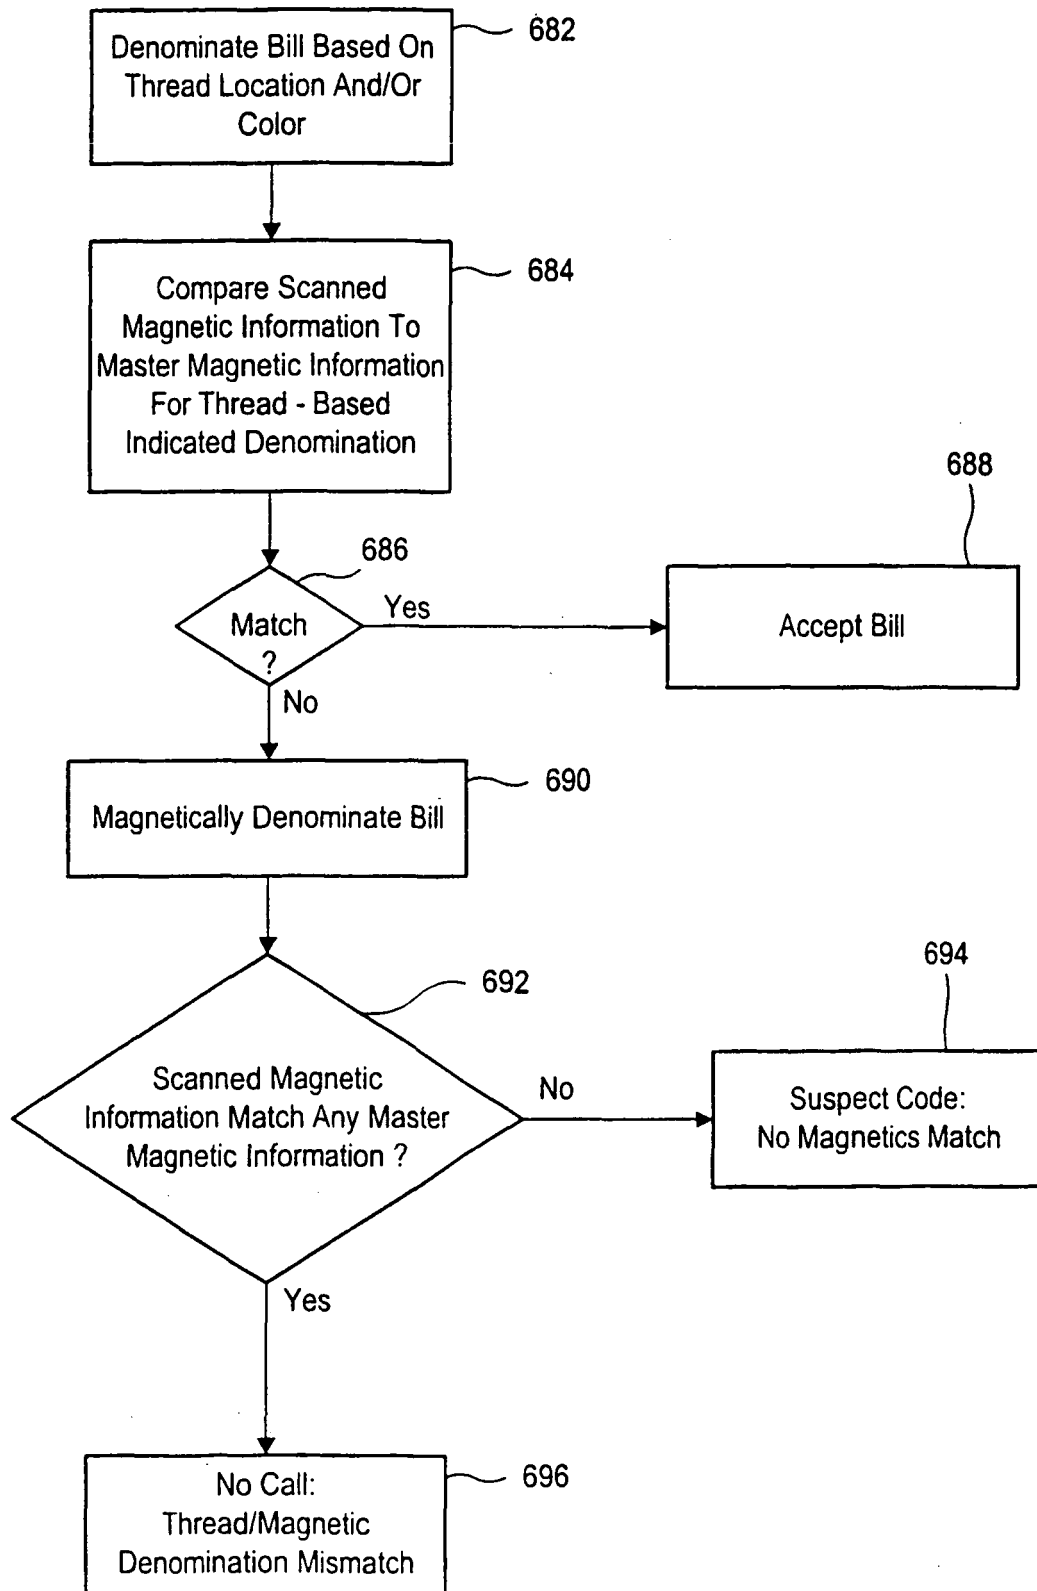 Denominate Bill Based On
Thread Location And/Or
Color
682
Compare Scanned
Magnetic Information To
Master Magnetic Information
For Thread - Based
Indicated Denomination
684
686
Match
?
Yes
No
688
Accept Bill
690
Magnetically Denominate Bill
692
Scanned Magnetic
Information Match Any Master
Magnetic Information ?
No
Yes
694
Suspect Code:
No Magnetics Match
696
No Call:
Thread/Magnetic
Denomination Mismatch